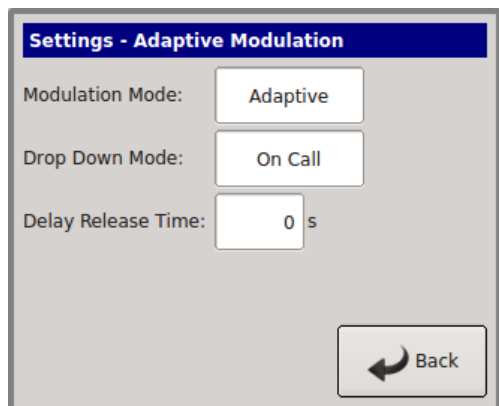 Settings - Adaptive Modulation
Modulation Mode: Adaptive
Drop Down Mode: On Call
Delay Release Time: 0 s
Back